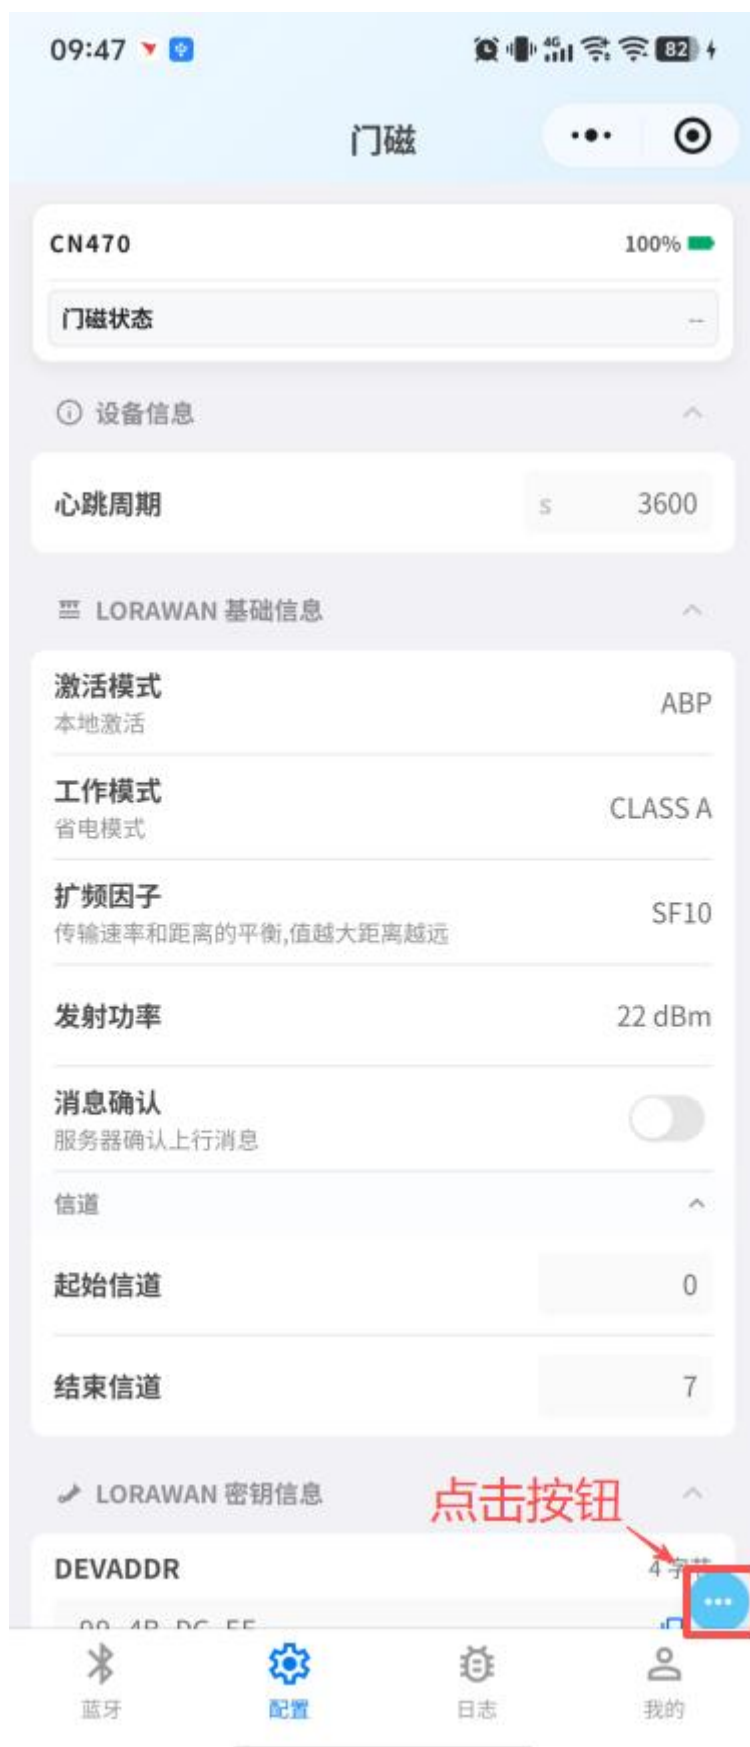 09:47 4G 82
门磁
CN470 100%
门磁状态 --
设备信息
心跳周期 s 3600
LORAWAN 基础信息
激活模式 ABP
本地激活
工作模式 CLASS A
省电模式
扩频因子 SF10
传输速率和距离的平衡,值越大距离越远
发射功率 22 dBm
消息确认
服务器确认上行消息
信道
起始信道 0
结束信道 7
LORAWAN 密钥信息 点击按钮
DEVADDR 4 字节
蓝牙 配置 日志 我的